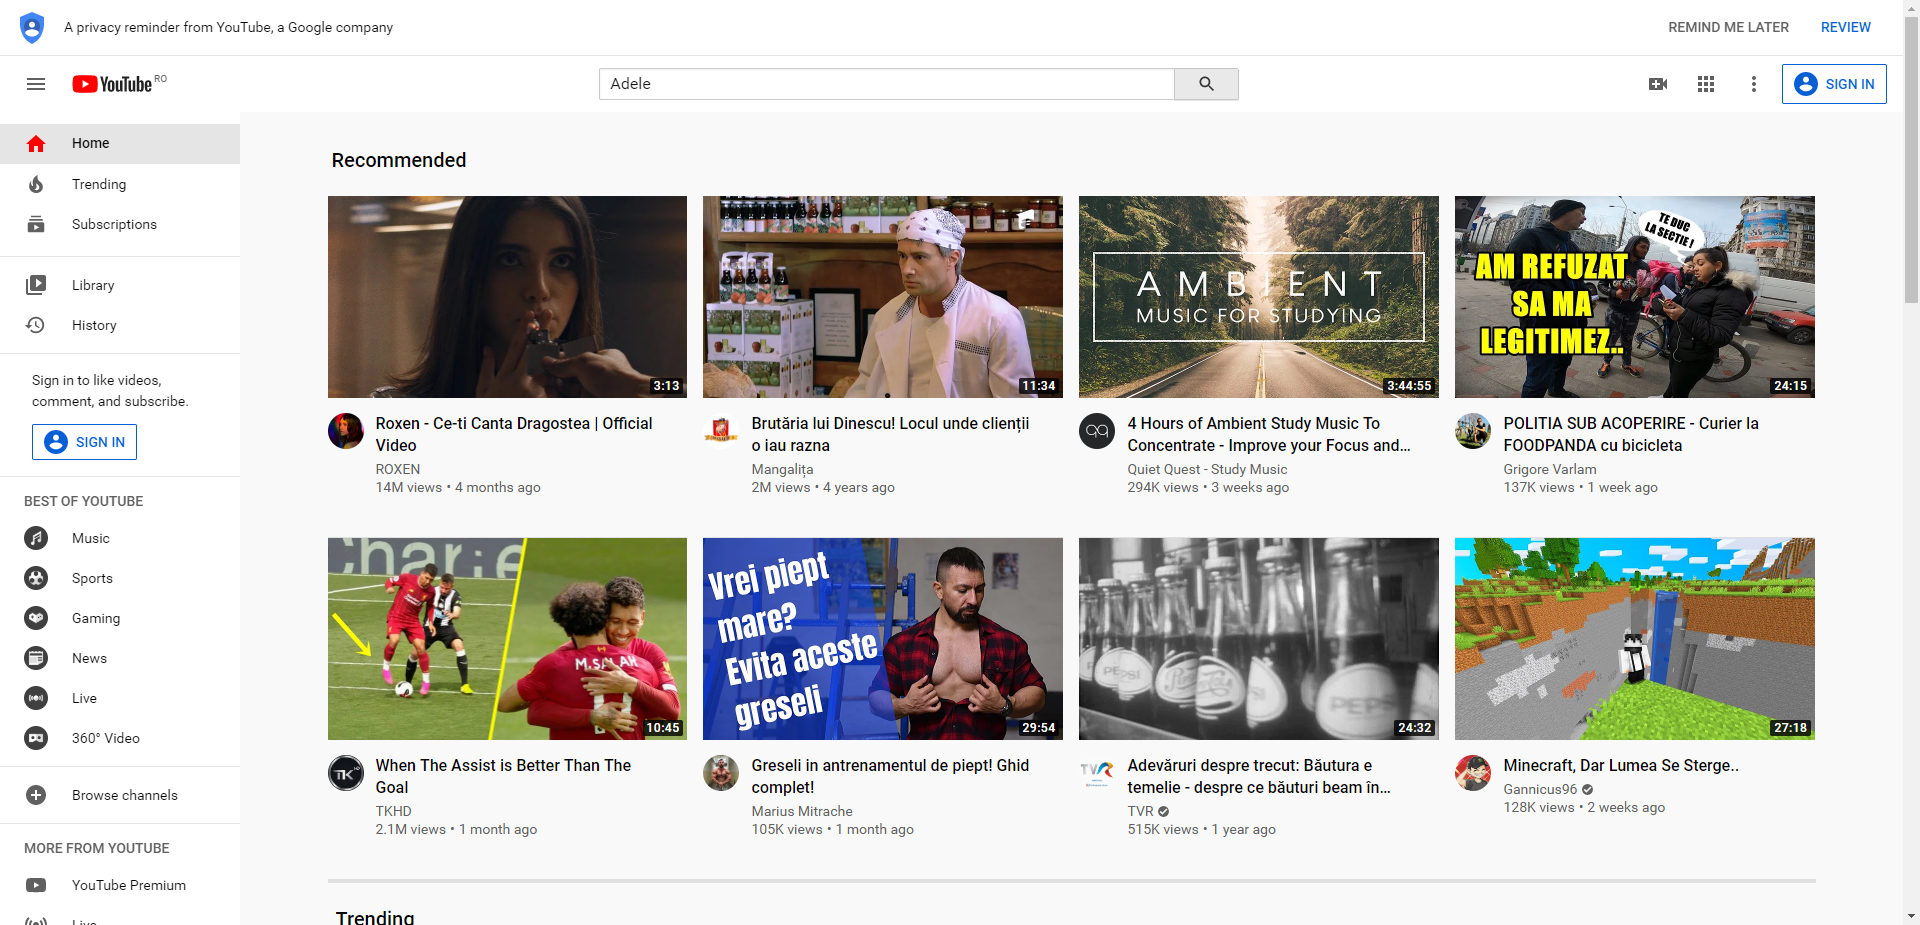 A privacy reminder from YouTube, a Google company
REMIND ME LATER
REVIEW
YouTube RO
Adele
SIGN IN
Home
Trending
Subscriptions
Library
History
Sign in to like videos,
comment, and subscribe.
SIGN IN
BEST OF YOUTUBE
Music
Sports
Gaming
News
Live
360° Video
Browse channels
MORE FROM YOUTUBE
YouTube Premium
Live
Recommended
3:13
Roxen - Ce-ti Canta Dragostea | Official
Video
ROXEN
14M views • 4 months ago
11:34
Brutăria lui Dinescu! Locul unde clienții
o iau razna
Mangalița
2M views • 4 years ago
AMBIENT
MUSIC FOR STUDYING
3:44:55
4 Hours of Ambient Study Music To
Concentrate - Improve your Focus and...
Quiet Quest - Study Music
294K views • 3 weeks ago
TE DUC
LA SECTIE !
AM REFUZAT
SA MA
LEGITIMEZ..
24:15
POLITIA SUB ACOPERIRE - Curier la
FOODPANDA cu bicicleta
Grigore Varlam
137K views • 1 week ago
M.SALAH
10:45
TK
When The Assist is Better Than The
Goal
TKHD
2.1M views • 1 month ago
Vrei piept
mare?
Evita aceste
greseli
29:54
Greseli in antrenamentul de piept! Ghid
complet!
Marius Mitrache
105K views • 1 month ago
PEPSI
24:32
TVR
Adevăruri despre trecut: Băutura e
temelie - despre ce băuturi beam în...
TVR
515K views • 1 year ago
27:18
Minecraft, Dar Lumea Se Sterge..
Gannicus96
128K views • 2 weeks ago
Trending